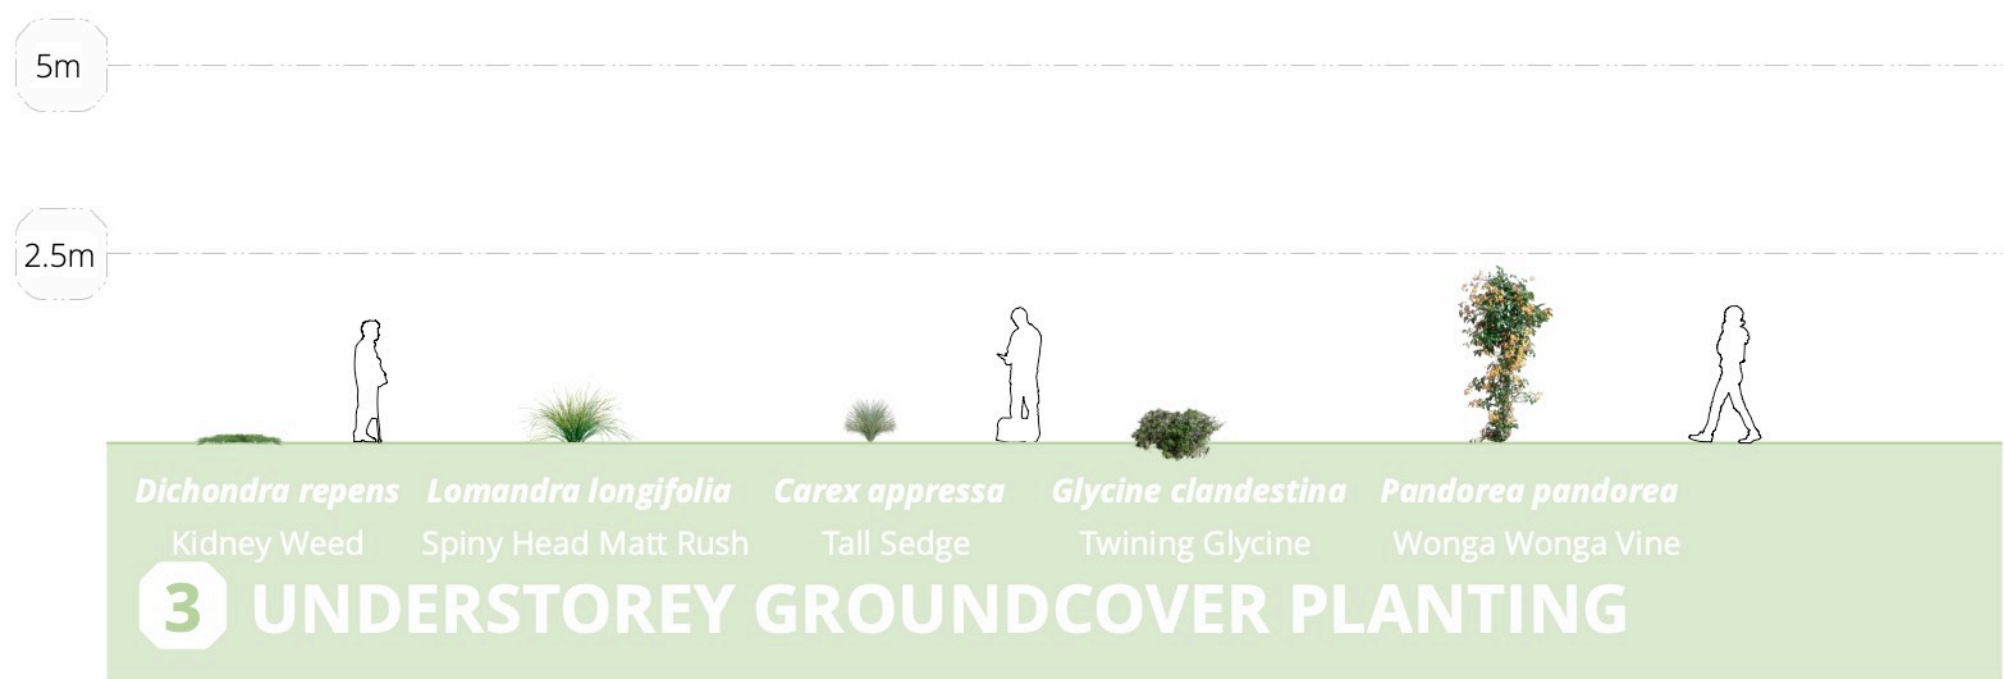 5m
2.5m
Dichondra repens Lomandra longifolia Carex appressa Glycine clandestina Pandorea pandorea
Kidney Weed Spiny Head Matt Rush Tall Sedge Twining Glycine Wonga Wonga Vine
3 UNDERSTOREY GROUNDCOVER PLANTING